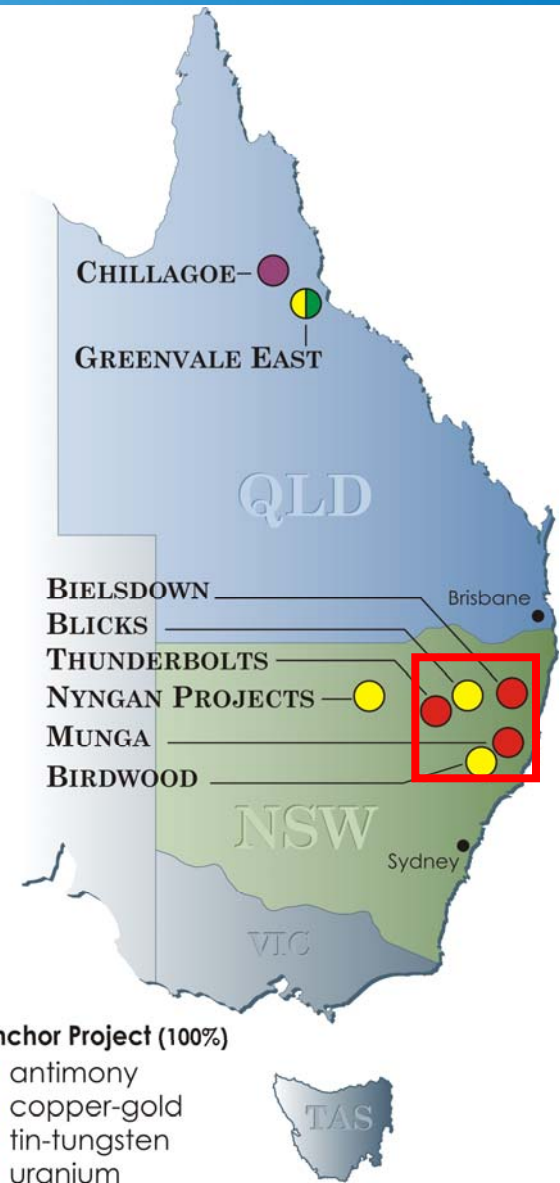 CHILLAGOE
GREENVALE EAST
QLD
BIELSDOWN
Brisbane
BLICKS
THUNDERBOLTS
NYNGAN PROJECTS
MUNGA
BIRDWOOD
NSW
Sydney
VIC
nchor Project (100%)
antimony
copper-gold
tin-tungsten
uranium
TAS